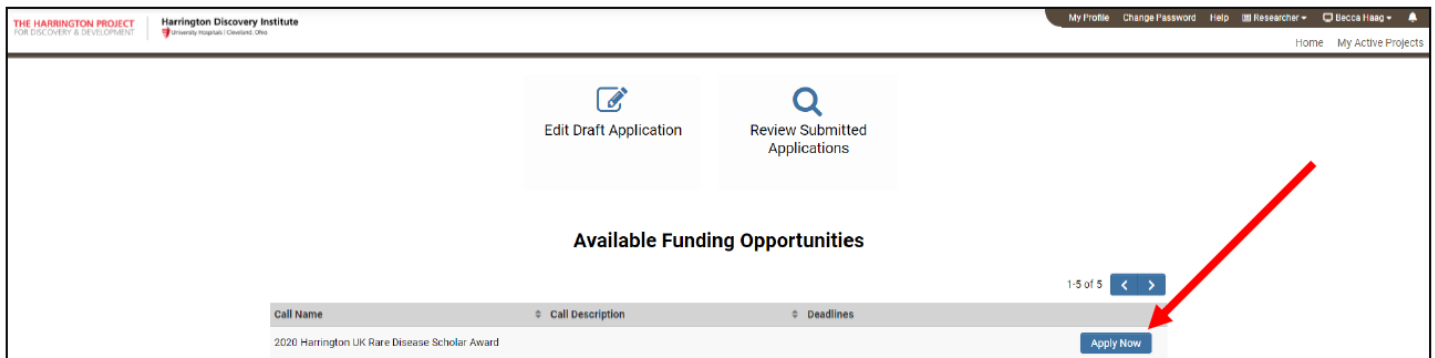 THE HARRINGTON PROJECT
FOR DISCOVERY & DEVELOPMENT
Harrington Discovery Institute
University Hospitals | Cleveland, Ohio
My Profile Change Password Help Researcher Becca Haag
Home My Active Projects
Edit Draft Application
Review Submitted
Applications
Available Funding Opportunities
1-5 of 5
Call Name Call Description Deadlines
2020 Harrington UK Rare Disease Scholar Award Apply Now